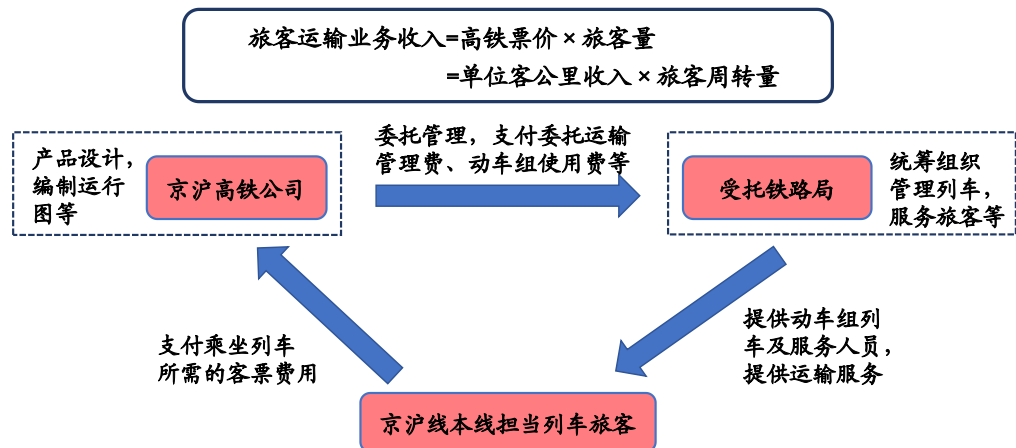 旅客运输业务收入=高铁票价 × 旅客量
=单位客公里收入 × 旅客周转量
委托管理，支付委托运输
管理费、动车组使用费等
产品设计，
编制运行
图等
京沪高铁公司
受托铁路局
统筹组织
管理列车，
服务旅客等
支付乘坐列车
所需的客票费用
提供动车组列
车及服务人员，
提供运输服务
京沪线本线担当列车旅客